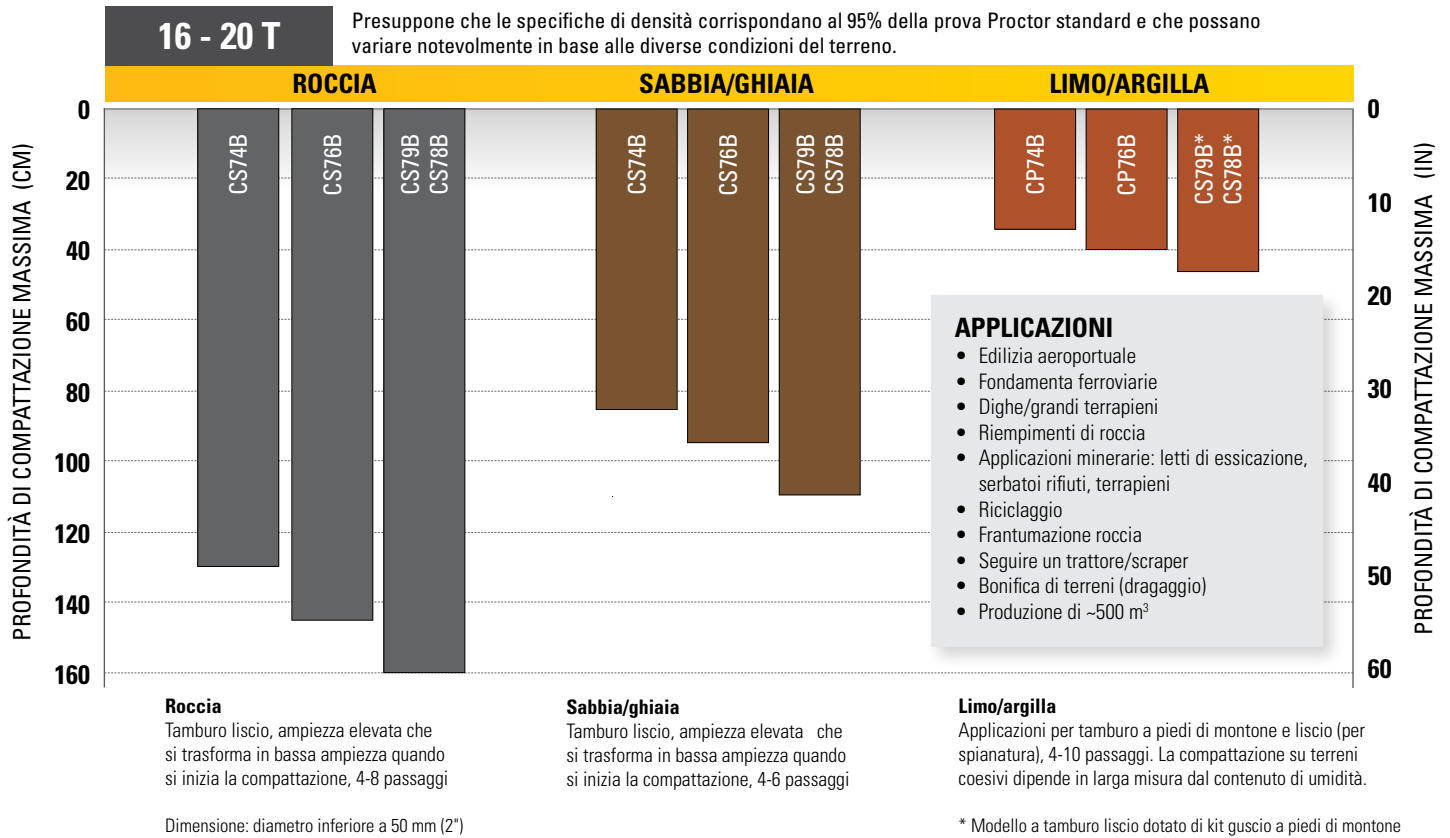 16 - 20 T
Presuppone che le specifiche di densità corrispondano al 95% della prova Proctor standard e che possano
variare notevolmente in base alle diverse condizioni del terreno.
ROCCIA
SABBIA/GHIAIA
LIMO/ARGILLA
PROFONDITÀ DI COMPATTAZIONE MASSIMA (CM)
0
20
40
60
80
100
120
140
160
CS74B
CS76B
CS79B
CS78B
CS74B
CS76B
CS79B
CS78B
CP74B
CP76B
CS79B*
CS78B*
0
10
20
30
40
50
60
PROFONDITÀ DI COMPATTAZIONE MASSIMA (IN)
APPLICAZIONI
• Edilizia aeroportuale
• Fondamenta ferroviarie
• Dighe/grandi terrapieni
• Riempimenti di roccia
• Applicazioni minerarie: letti di essicazione,
serbatoi rifiuti, terrapieni
• Riciclaggio
• Frantumazione roccia
• Seguire un trattore/scraper
• Bonifica di terreni (dragaggio)
• Produzione di ~500 m³
Roccia
Tamburo liscio, ampiezza elevata che
si trasforma in bassa ampiezza quando
si inizia la compattazione, 4-8 passaggi
Dimensione: diametro inferiore a 50 mm (2")
Sabbia/ghiaia
Tamburo liscio, ampiezza elevata che
si trasforma in bassa ampiezza quando
si inizia la compattazione, 4-6 passaggi
Limo/argilla
Applicazioni per tamburo a piedi di montone e liscio (per
spianatura), 4-10 passaggi. La compattazione su terreni
coesivi dipende in larga misura dal contenuto di umidità.
* Modello a tamburo liscio dotato di kit guscio a piedi di montone